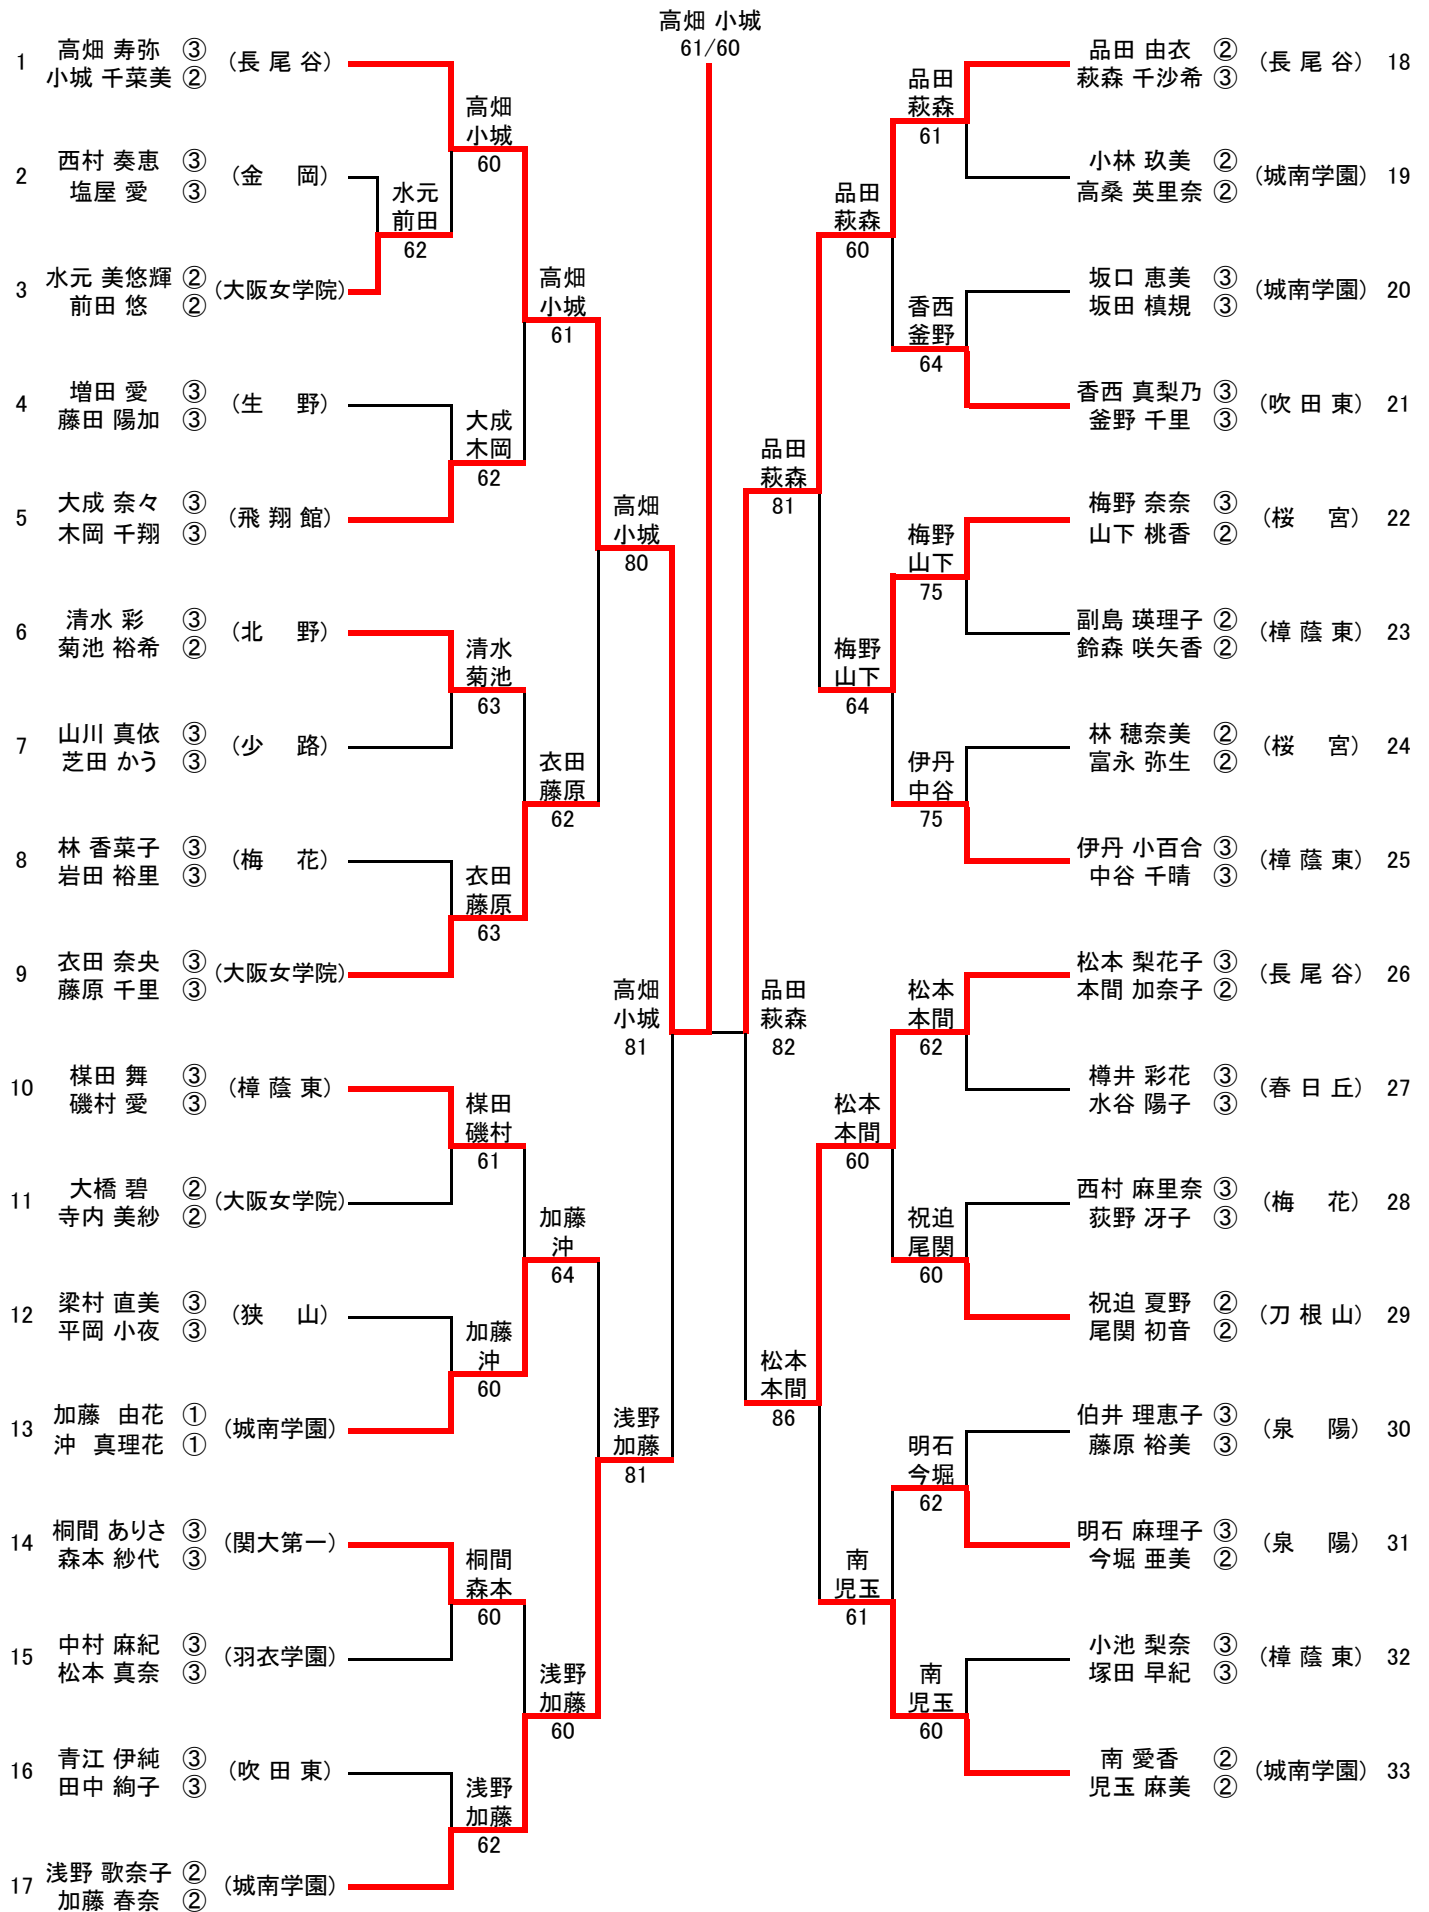 高畑 小城
61/60
1 高畑 寿弥 ③ (長 尾 谷)
小城 千菜美 ②
2 西村 奏恵 ③ (金 岡)
塩屋 愛 ③
3 水元 美悠輝 ② (大阪女学院)
前田 悠 ②
4 増田 愛 ③ (生 野)
藤田 陽加 ③
5 大成 奈々 ③ (飛 翔 館)
木岡 千翔 ③
6 清水 彩 ③ (北 野)
菊池 裕希 ②
7 山川 真依 ③ (少 路)
芝田 かう ③
8 林 香菜子 ③ (梅 花)
岩田 裕里 ③
9 衣田 奈央 ③ (大阪女学院)
藤原 千里 ③
10 楳田 舞 ③ (樟 蔭 東)
磯村 愛 ③
11 大橋 碧 ② (大阪女学院)
寺内 美紗 ②
12 梁村 直美 ③ (狭 山)
平岡 小夜 ③
13 加藤 由花 ① (城南学園)
沖 真理花 ①
14 桐間 ありさ ③ (関大第一)
森本 紗代 ③
15 中村 麻紀 ③ (羽衣学園)
松本 真奈 ③
16 青江 伊純 ③ (吹 田 東)
田中 絢子 ③
17 浅野 歌奈子 ② (城南学園)
加藤 春奈 ②
水元
前田
62
高畑
小城
60
大成
木岡
62
清水
菊池
63
衣田
藤原
63
楳田
磯村
61
加藤
沖
60
桐間
森本
60
浅野
加藤
62
高畑
小城
61
衣田
藤原
62
加藤
沖
64
浅野
加藤
60
高畑
小城
80
浅野
加藤
81
高畑
小城
81
品田
萩森
82
品田
萩森
81
松本
本間
86
品田
萩森
60
梅野
山下
64
松本
本間
60
南
児玉
61
品田
萩森
61
香西
釜野
64
梅野
山下
75
伊丹
中谷
75
松本
本間
62
祝迫
尾関
60
明石
今堀
62
南
児玉
60
品田 由衣 ② (長 尾 谷) 18
萩森 千沙希 ③
小林 玖美 ② (城南学園) 19
高桑 英里奈 ②
坂口 恵美 ③ (城南学園) 20
坂田 槙規 ③
香西 真梨乃 ③ (吹 田 東) 21
釜野 千里 ③
梅野 奈奈 ③ (桜 宮) 22
山下 桃香 ②
副島 瑛理子 ② (樟 蔭 東) 23
鈴森 咲矢香 ②
林 穂奈美 ② (桜 宮) 24
富永 弥生 ②
伊丹 小百合 ③ (樟 蔭 東) 25
中谷 千晴 ③
松本 梨花子 ③ (長 尾 谷) 26
本間 加奈子 ②
樽井 彩花 ③ (春 日 丘) 27
水谷 陽子 ③
西村 麻里奈 ③ (梅 花) 28
荻野 冴子 ③
祝迫 夏野 ② (刀 根 山) 29
尾関 初音 ②
伯井 理恵子 ③ (泉 陽) 30
藤原 裕美 ③
明石 麻理子 ③ (泉 陽) 31
今堀 亜美 ②
小池 梨奈 ③ (樟 蔭 東) 32
塚田 早紀 ③
南 愛香 ② (城南学園) 33
児玉 麻美 ②